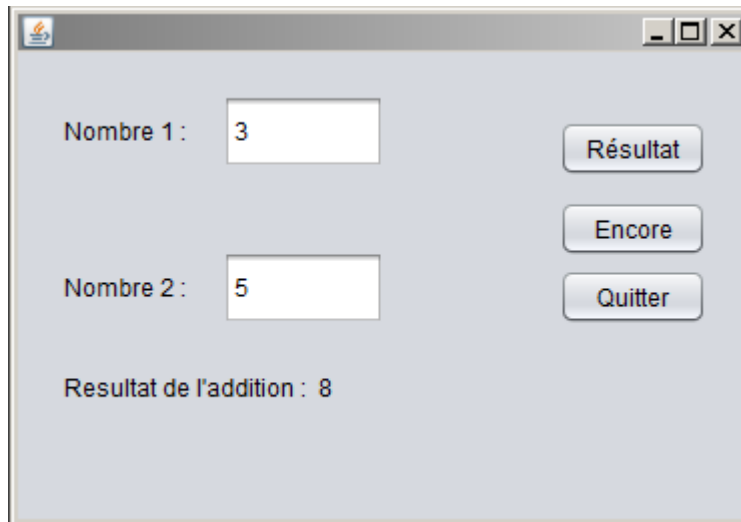 Nombre 1 : 3
Résultat
Encore
Nombre 2 : 5
Quitter
Resultat de l'addition : 8